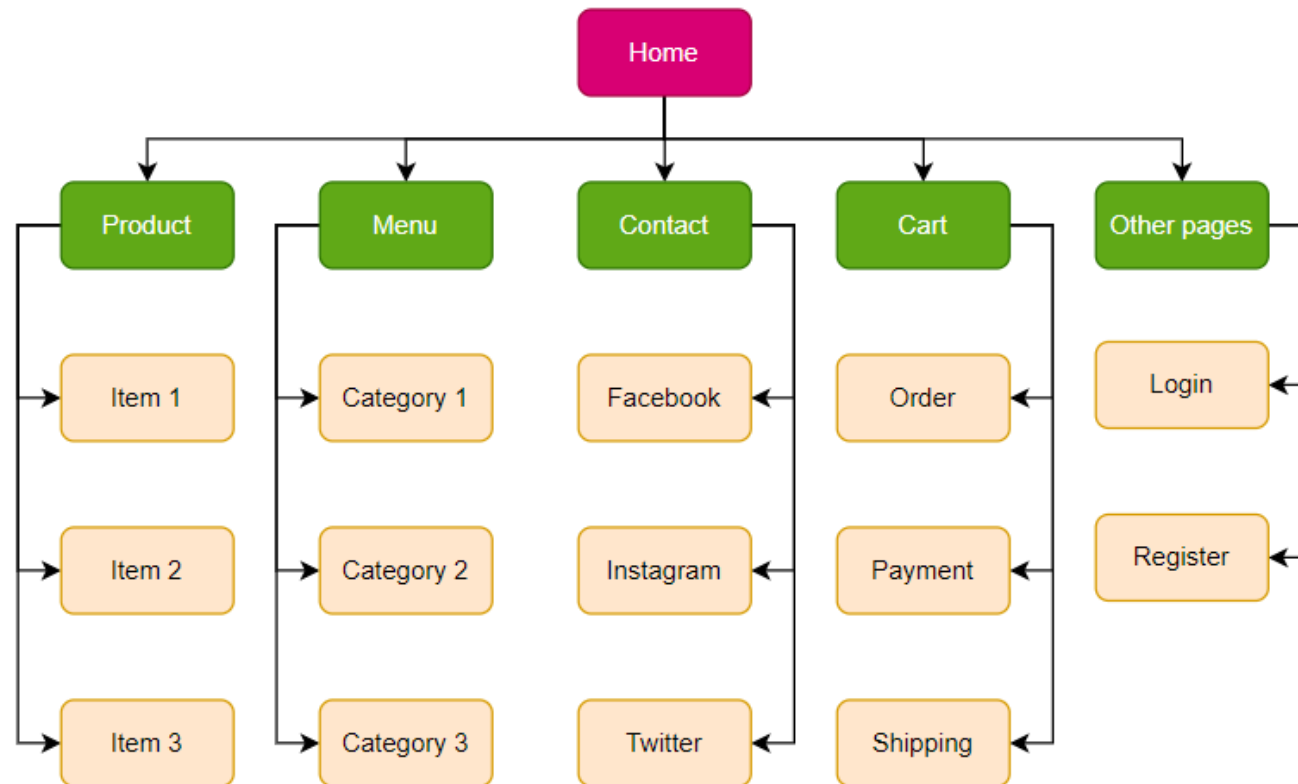 Home
Product
Menu
Contact
Cart
Other pages
Item 1
Category 1
Facebook
Order
Login
Item 2
Category 2
Instagram
Payment
Register
Item 3
Category 3
Twitter
Shipping